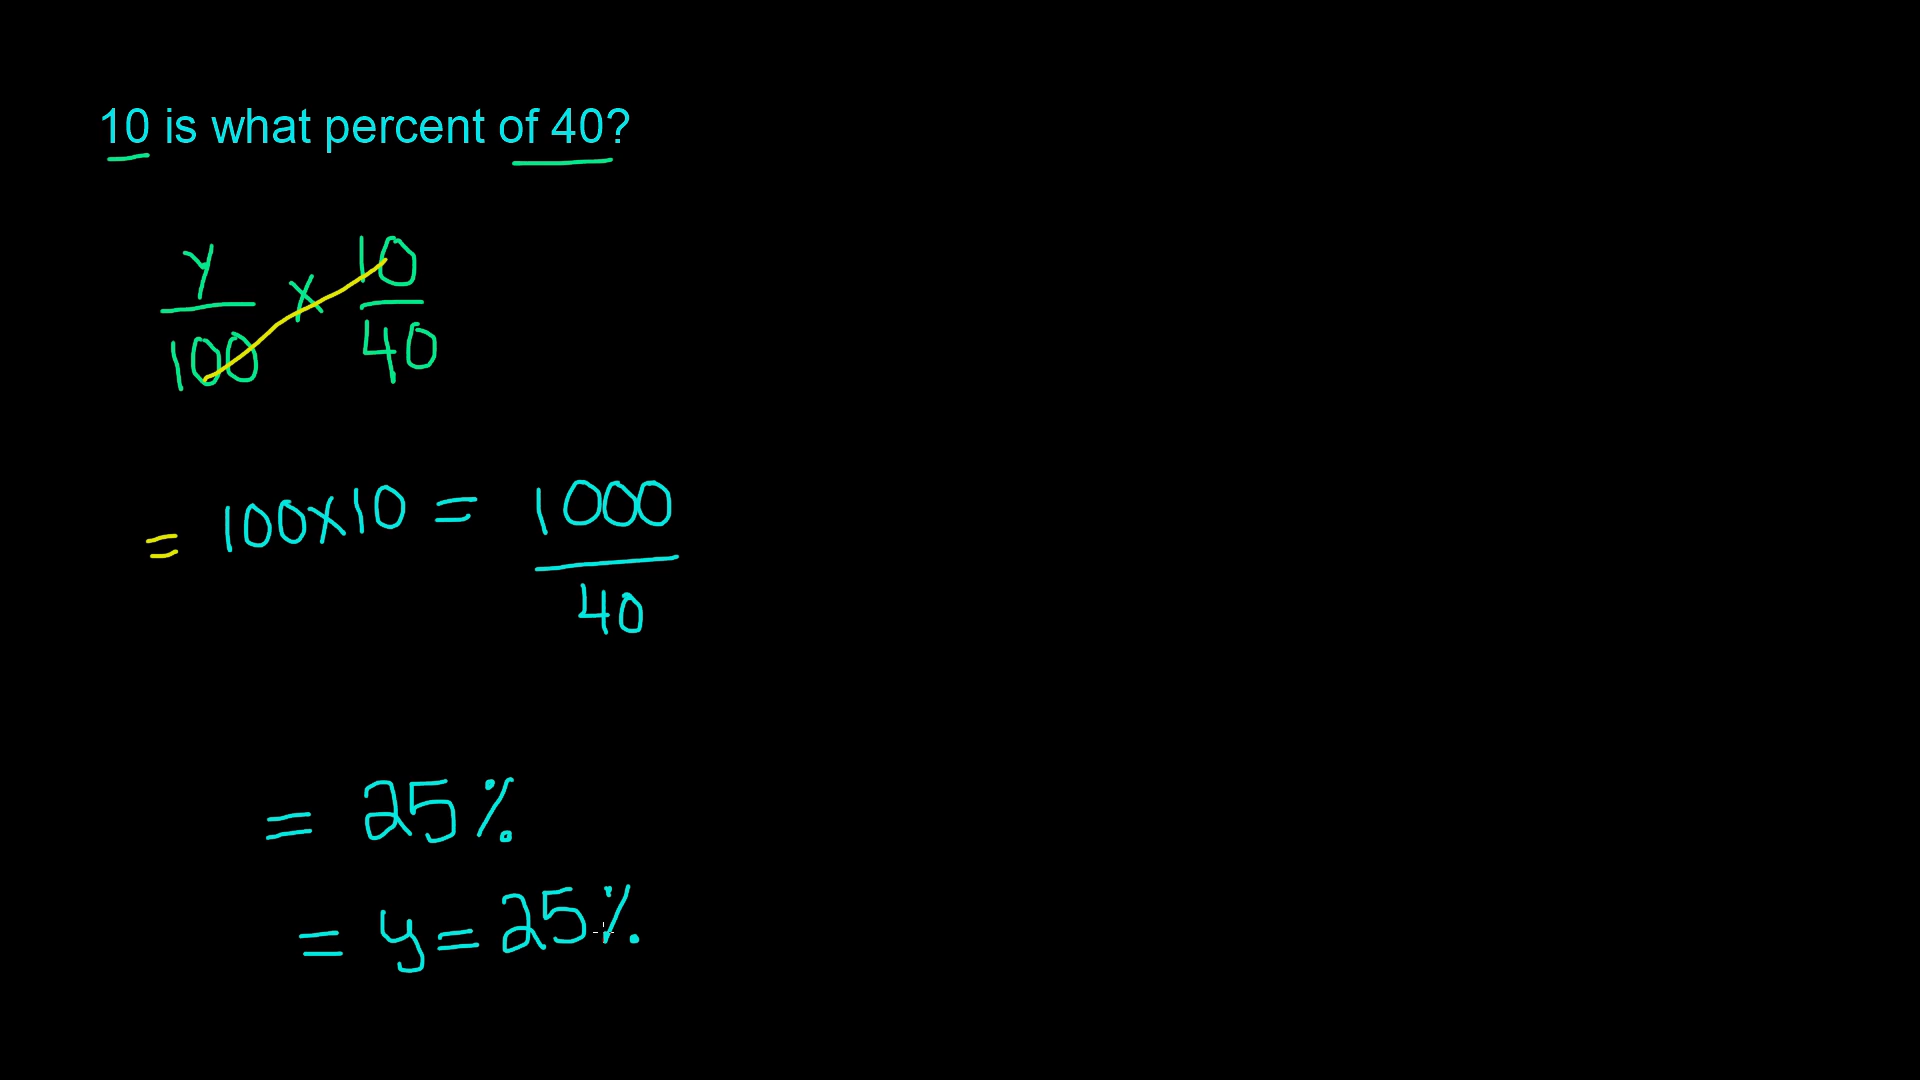 10 is what percent of 40?
y/100 x 10/40
= 100x10 = 1000/40
= 25%
= y = 25%